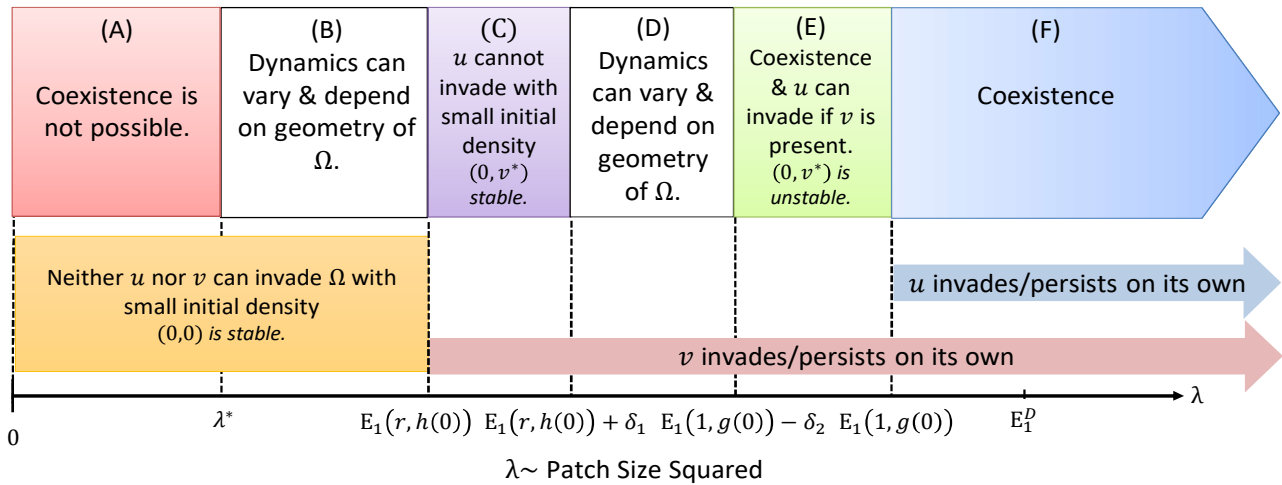 (A)
Coexistence is
not possible.
(B)
Dynamics can
vary & depend
on geometry of
Ω.
(C)
u cannot
invade with
small initial
density
(0, v*)
stable.
(D)
Dynamics
can vary &
depend on
geometry
of Ω.
(E)
Coexistence
& u can
invade if v is
present.
(0, v*) is
unstable.
(F)
Coexistence
Neither u nor v can invade Ω with
small initial density
(0,0) is stable.
u invades/persists on its own
v invades/persists on its own
λ
0
λ*
E₁(r, h(0))
E₁(r, h(0)) + δ₁
E₁(1, g(0)) − δ₂
E₁(1, g(0))
E₁ᴰ
λ~ Patch Size Squared